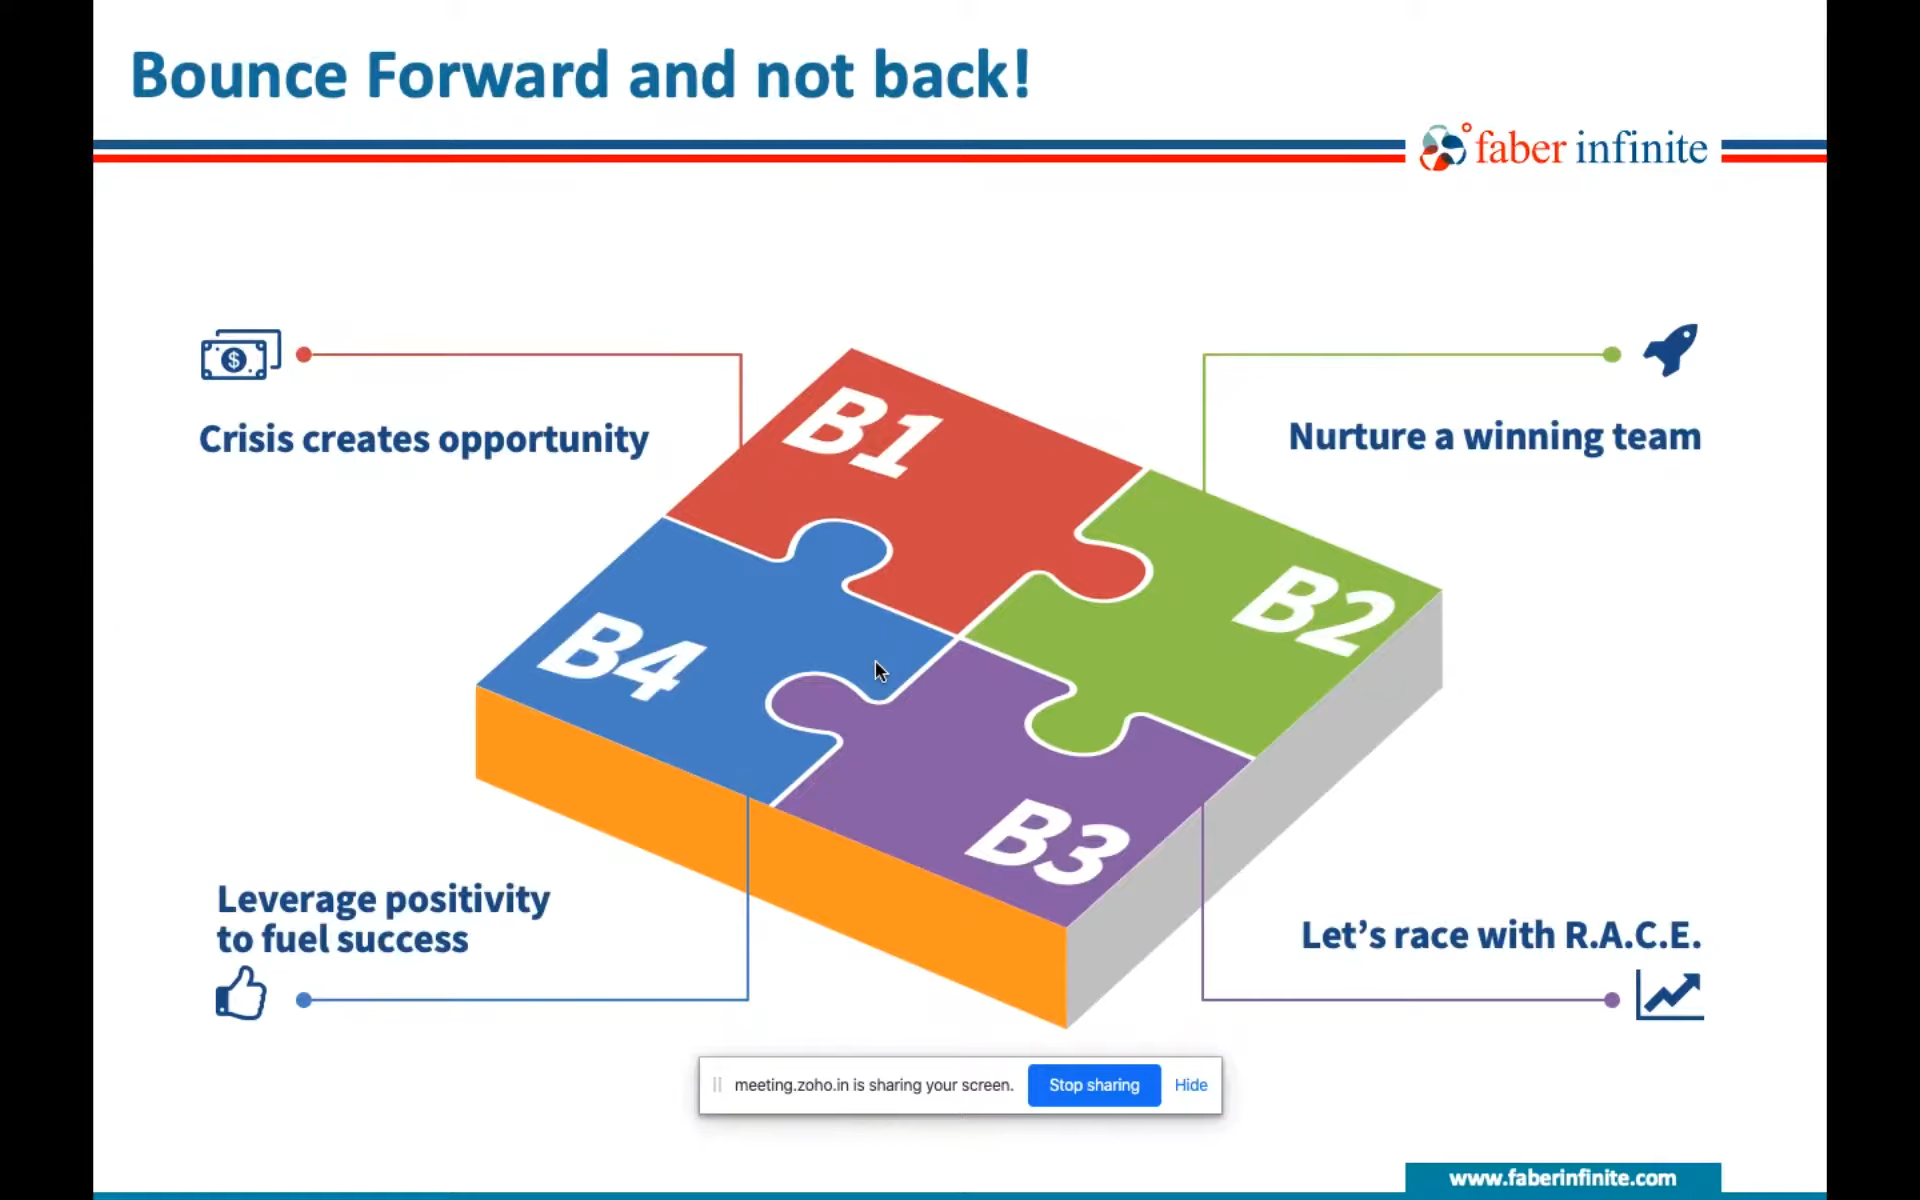 Bounce Forward and not back!
faber infinite
$
Crisis creates opportunity
Nurture a winning team
B1
B2
B4
B3
Leverage positivity
to fuel success
Let's race with R.A.C.E.
meeting.zoho.in is sharing your screen. Stop sharing Hide
www.faberinfinite.com